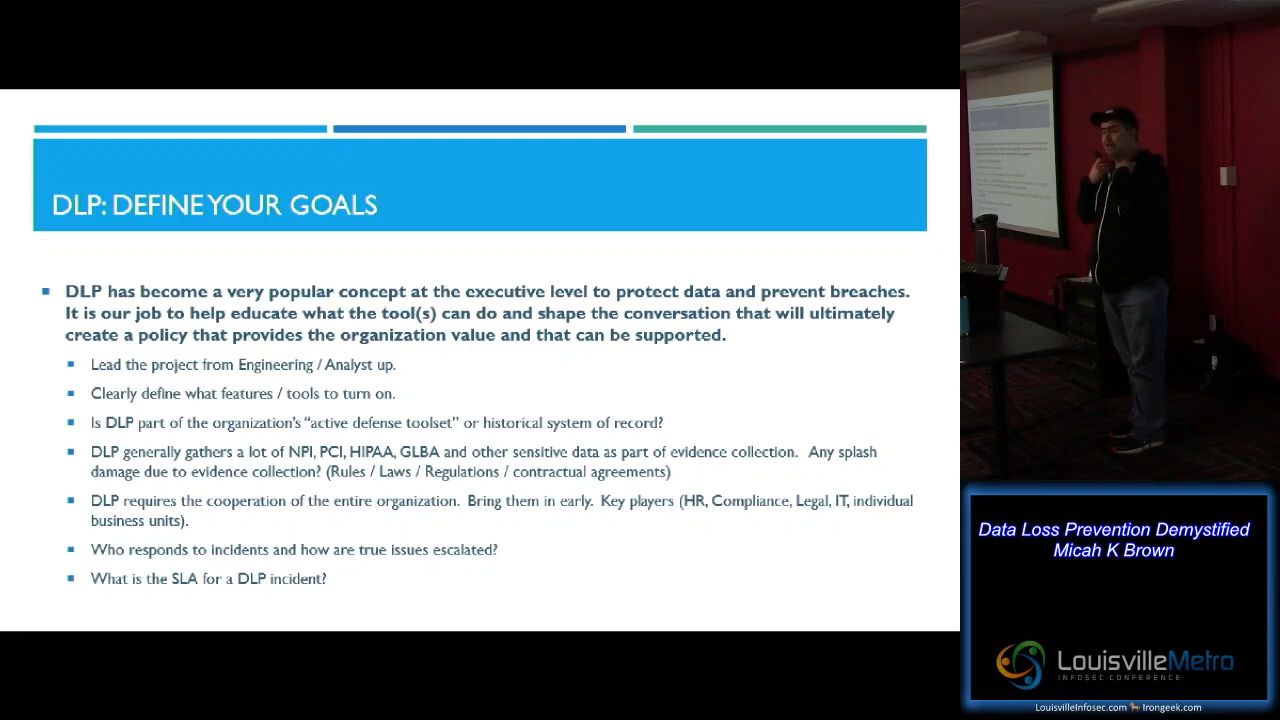 DLP: DEFINE YOUR GOALS
DLP has become a very popular concept at the executive level to protect data and prevent breaches.
It is our job to help educate what the tool(s) can do and shape the conversation that will ultimately
create a policy that provides the organization value and that can be supported.
Lead the project from Engineering / Analyst up.
Clearly define what features / tools to turn on.
Is DLP part of the organization's “active defense toolset” or historical system of record?
DLP generally gathers a lot of NPI, PCI, HIPAA, GLBA and other sensitive data as part of evidence collection.  Any splash
damage due to evidence collection? (Rules / Laws / Regulations / contractual agreements)
DLP requires the cooperation of the entire organization.  Bring them in early.  Key players (HR, Compliance, Legal, IT, individual
business units).
Who responds to incidents and how are true issues escalated?
What is the SLA for a DLP incident?
Data Loss Prevention Demystified
Micah K Brown
LouisvilleMetro
INFOSEC CONFERENCE
LouisvilleInfosec.com Irongeek.com